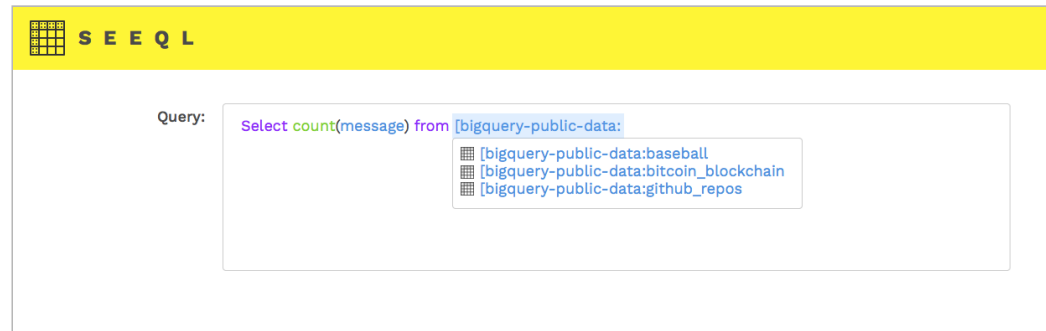 SEEQL
Query:
Select count(message) from [bigquery-public-data:
[bigquery-public-data:baseball
[bigquery-public-data:bitcoin_blockchain
[bigquery-public-data:github_repos